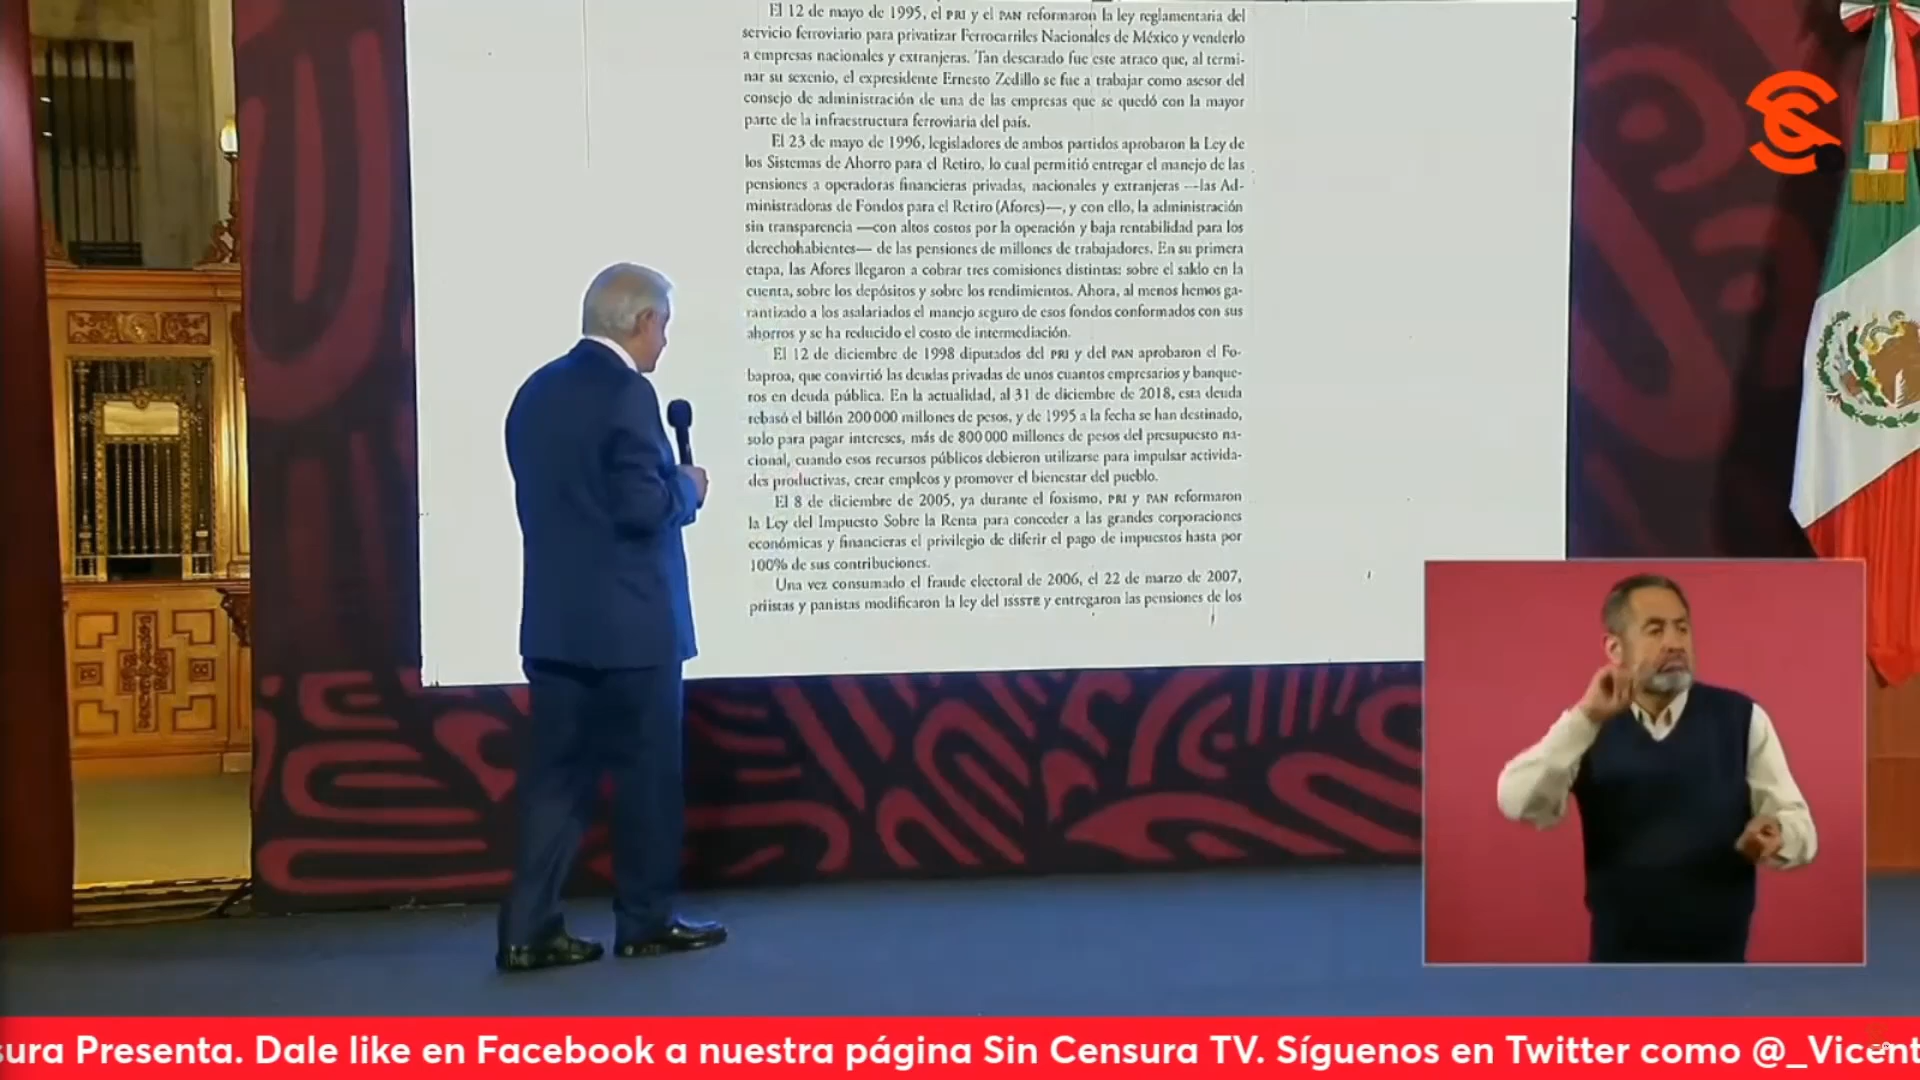 El 12 de mayo de 1995, el PRI y el PAN reformaron la ley reglamentaria del
servicio ferroviario para privatizar Ferrocarriles Nacionales de México y venderlo
a empresas nacionales y extranjeras. Tan descarado fue este atraco que, al termi-
nar su sexenio, el expresidente Ernesto Zedillo se fue a trabajar como asesor del
consejo de administración de una de las empresas que se quedó con la mayor
parte de la infraestructura ferroviaria del país.
El 23 de mayo de 1996, legisladores de ambos partidos aprobaron la Ley de
los Sistemas de Ahorro para el Retiro, lo cual permitió entregar el manejo de las
pensiones a operadoras financieras privadas, nacionales y extranjeras —las Ad-
ministradoras de Fondos para el Retiro (Afores)—, y con ello, la administración
sin transparencia —con altos costos por la operación y baja rentabilidad para los
derechohabientes— de las pensiones de millones de trabajadores. En su primera
etapa, las Afores llegaron a cobrar tres comisiones distintas: sobre el saldo en la
cuenta, sobre los depósitos y sobre los rendimientos. Ahora, al menos hemos ga-
rantizado a los asalariados el manejo seguro de esos fondos conformados con sus
ahorros y se ha reducido el costo de intermediación.
El 12 de diciembre de 1998 diputados del PRI y del PAN aprobaron el Fo-
baproa, que convirtió las deudas privadas de unos cuantos empresarios y banque-
ros en deuda pública. En la actualidad, al 31 de diciembre de 2018, esta deuda
rebasó el billón 200 000 millones de pesos, y de 1995 a la fecha se han destinado,
solo para pagar intereses, más de 800 000 millones de pesos del presupuesto na-
cional, cuando esos recursos públicos debieron utilizarse para impulsar activida-
des productivas, crear empleos y promover el bienestar del pueblo.
El 8 de diciembre de 2005, ya durante el foxismo, PRI y PAN reformaron
la Ley del Impuesto Sobre la Renta para conceder a las grandes corporaciones
económicas y financieras el privilegio de diferir el pago de impuestos hasta por
100% de sus contribuciones.
Una vez consumado el fraude electoral de 2006, el 22 de marzo de 2007,
priistas y panistas modificaron la ley del ISSSTE y entregaron las pensiones de los
sura Presenta. Dale like en Facebook a nuestra página Sin Censura TV. Síguenos en Twitter como @_Vicent